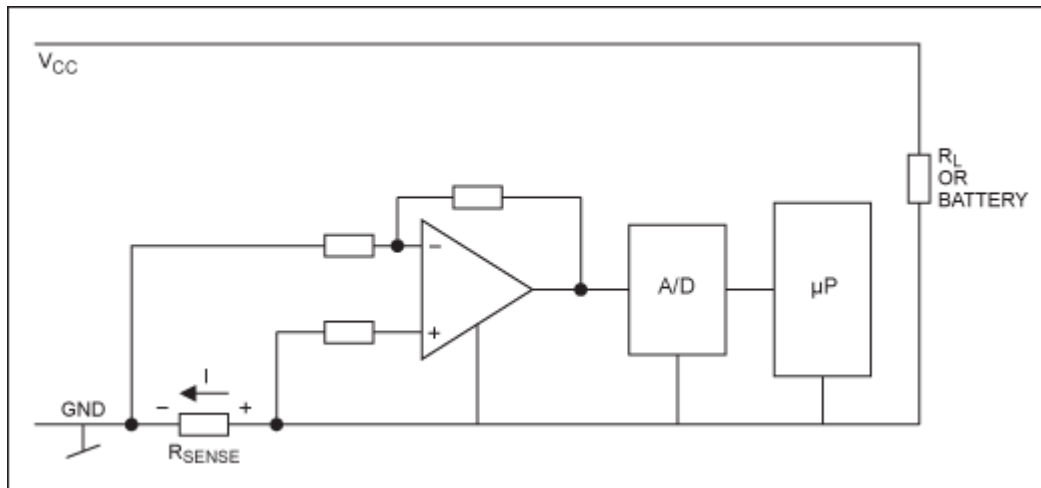 VCC
RL
OR
BATTERY
−
+
A/D
µP
I
GND
−
+
RSENSE